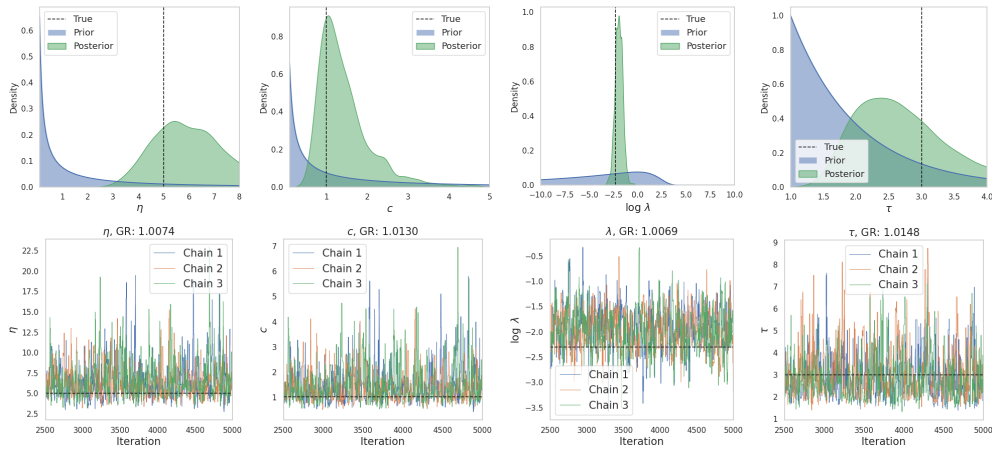 True
Prior
Posterior
Density
0.0
0.1
0.2
0.3
0.4
0.5
0.6
1
2
3
4
5
6
7
8
η
True
Prior
Posterior
Density
0.0
0.2
0.4
0.6
0.8
1
2
3
4
5
c
True
Prior
Posterior
Density
0.0
0.2
0.4
0.6
0.8
1.0
−10.0
−7.5
−5.0
−2.5
0.0
2.5
5.0
7.5
10.0
log λ
True
Prior
Posterior
Density
0.0
0.2
0.4
0.6
0.8
1.0
1.0
1.5
2.0
2.5
3.0
3.5
4.0
τ
η, GR: 1.0074
Chain 1
Chain 2
Chain 3
η
22.5
20.0
17.5
15.0
12.5
10.0
7.5
5.0
2.5
2500
3000
3500
4000
4500
5000
Iteration
c, GR: 1.0130
Chain 1
Chain 2
Chain 3
c
7
6
5
4
3
2
1
2500
3000
3500
4000
4500
5000
Iteration
λ, GR: 1.0069
Chain 1
Chain 2
Chain 3
log λ
−0.5
−1.0
−1.5
−2.0
−2.5
−3.0
−3.5
2500
3000
3500
4000
4500
5000
Iteration
τ, GR: 1.0148
Chain 1
Chain 2
Chain 3
τ
9
8
7
6
5
4
3
2
1
2500
3000
3500
4000
4500
5000
Iteration